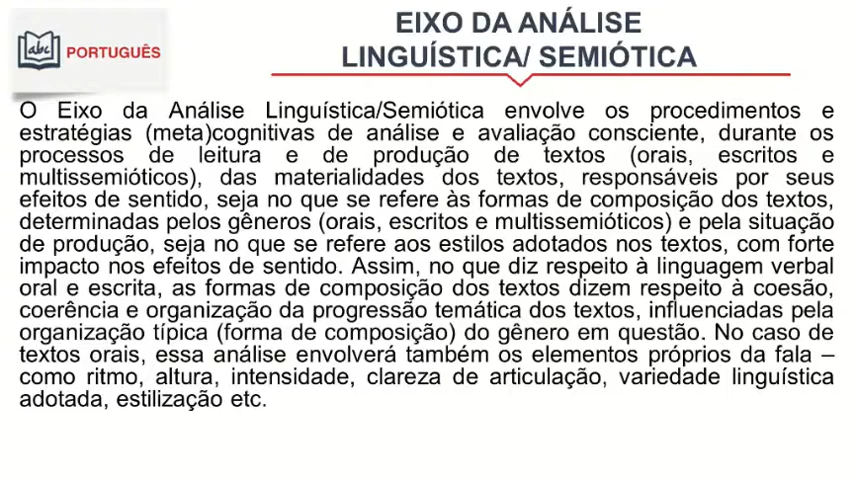 EIXO DA ANÁLISE
LINGUÍSTICA/ SEMIÓTICA
abc
PORTUGUÊS
O Eixo da Análise Linguística/Semiótica envolve os procedimentos e
estratégias (meta)cognitivas de análise e avaliação consciente, durante os
processos de leitura e de produção de textos (orais, escritos e
multissemióticos), das materialidades dos textos, responsáveis por seus
efeitos de sentido, seja no que se refere às formas de composição dos textos,
determinadas pelos gêneros (orais, escritos e multissemióticos) e pela situação
de produção, seja no que se refere aos estilos adotados nos textos, com forte
impacto nos efeitos de sentido. Assim, no que diz respeito à linguagem verbal
oral e escrita, as formas de composição dos textos dizem respeito à coesão,
coerência e organização da progressão temática dos textos, influenciadas pela
organização típica (forma de composição) do gênero em questão. No caso de
textos orais, essa análise envolverá também os elementos próprios da fala –
como ritmo, altura, intensidade, clareza de articulação, variedade linguística
adotada, estilização etc.